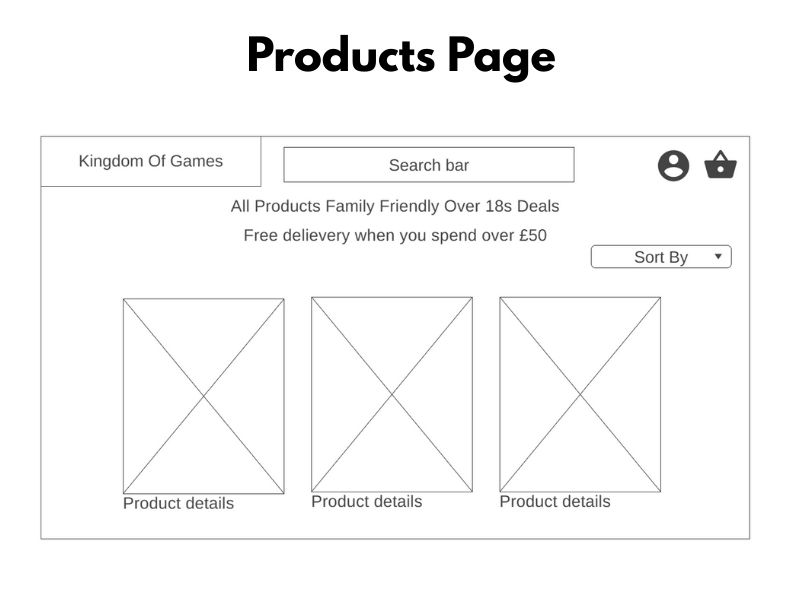 Products Page
Kingdom Of Games
Search bar
All Products Family Friendly Over 18s Deals
Free delievery when you spend over £50
Sort By
Product details
Product details
Product details